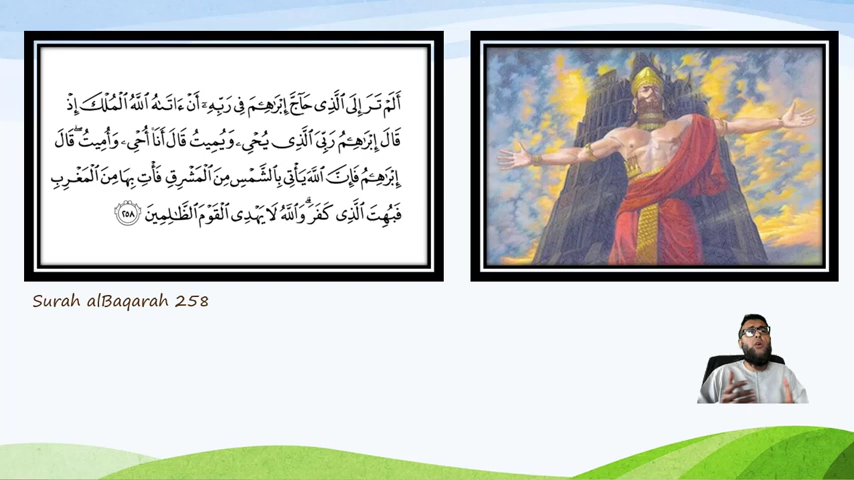 أَلَمْ تَرَ إِلَى ٱلَّذِى حَآجَّ إِبْرَٰهِـۧمَ فِى رَبِّهِۦٓ أَنْ ءَاتَىٰهُ ٱللَّهُ ٱلْمُلْكَ إِذْ
قَالَ إِبْرَٰهِـۧمُ رَبِّىَ ٱلَّذِى يُحْىِۦ وَيُمِيتُ قَالَ أَنَا۠ أُحْىِۦ وَأُمِيتُ ۖ قَالَ
إِبْرَٰهِـۧمُ فَإِنَّ ٱللَّهَ يَأْتِى بِٱلشَّمْسِ مِنَ ٱلْمَشْرِقِ فَأْتِ بِهَا مِنَ ٱلْمَغْرِبِ
فَبُهِتَ ٱلَّذِى كَفَرَ ۗ وَٱللَّهُ لَا يَهْدِى ٱلْقَوْمَ ٱلظَّٰلِمِينَ ٢٥٨
Surah alBaqarah 258